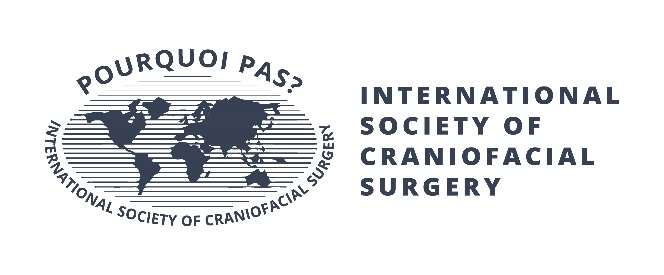 POURQUOI PAS?
INTERNATIONAL SOCIETY OF CRANIOFACIAL SURGERY
INTERNATIONAL
SOCIETY OF
CRANIOFACIAL
SURGERY